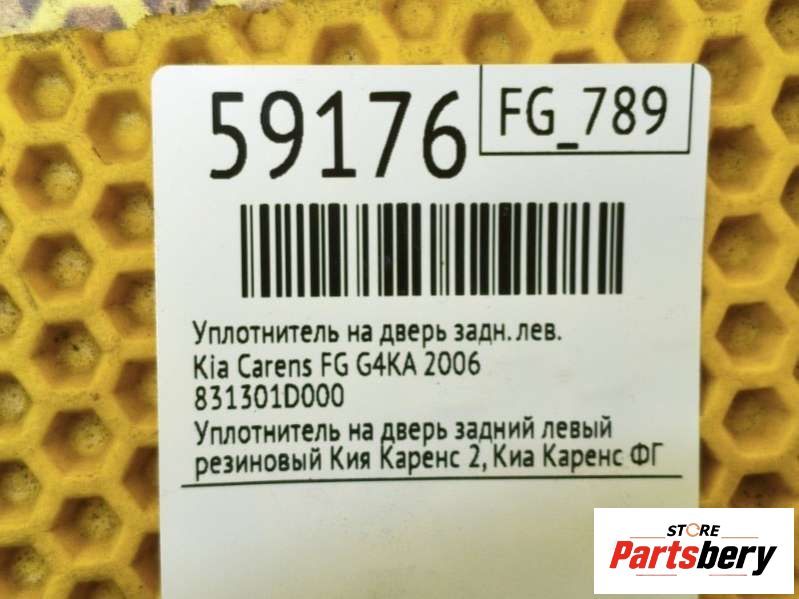 59176
FG_789
Уплотнитель на дверь задн. лев.
Kia Carens FG G4KA 2006
831301D000
Уплотнитель на дверь задний левый
резиновый Кия Каренс 2, Киа Каренс ФГ
STORE
Partsbery